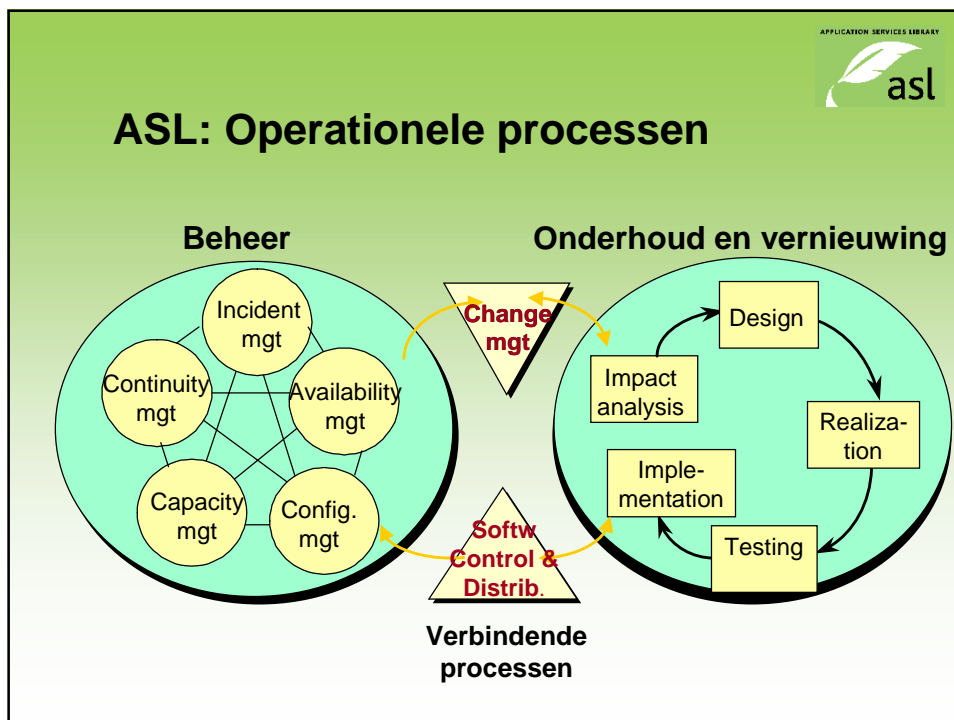 APPLICATION SERVICES LIBRARY
asl
ASL: Operationele processen
Beheer
Onderhoud en vernieuwing
Incident
mgt
Continuity
mgt
Availability
mgt
Capacity
mgt
Config.
mgt
Change
mgt
Softw
Control &
Distrib.
Verbindende
processen
Design
Impact
analysis
Realiza-
tion
Imple-
mentation
Testing